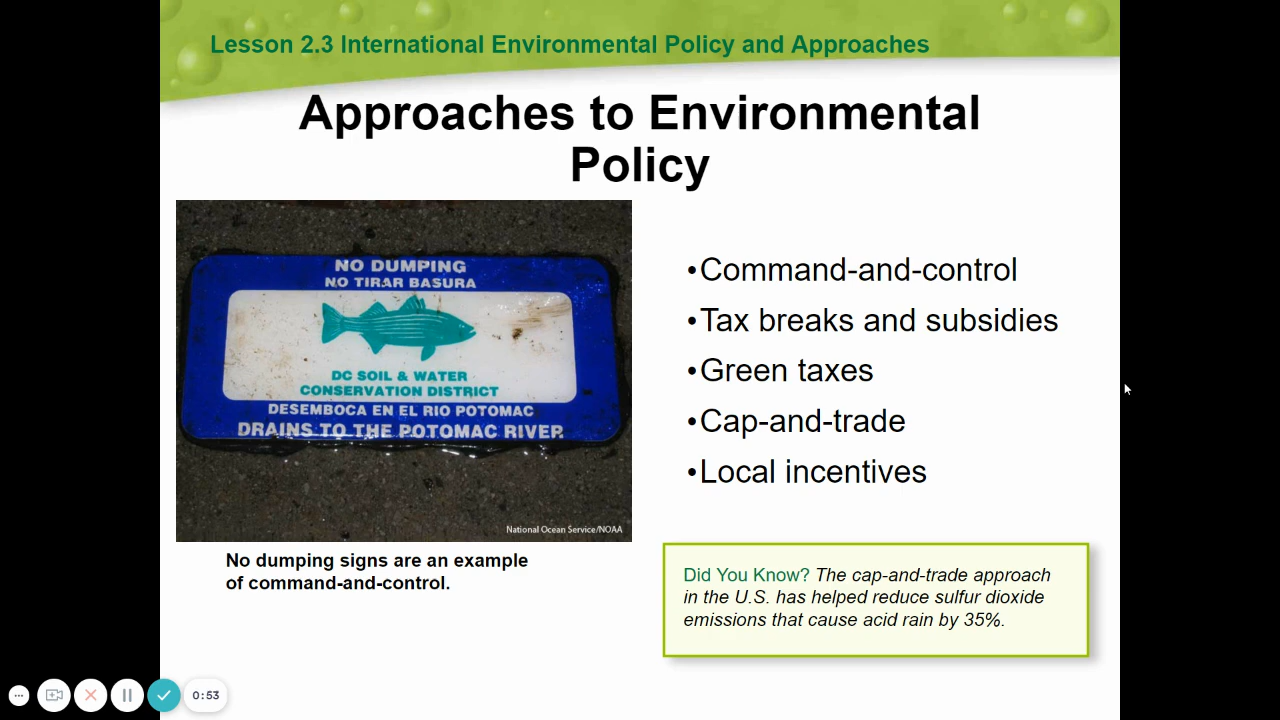 Lesson 2.3 International Environmental Policy and Approaches
Approaches to Environmental
Policy
NO DUMPING
NO TIRAR BASURA
DC SOIL & WATER
CONSERVATION DISTRICT
DESEMBOCA EN EL RIO POTOMAC
DRAINS TO THE POTOMAC RIVER
National Ocean Service/NOAA
No dumping signs are an example
of command-and-control.
•Command-and-control
•Tax breaks and subsidies
•Green taxes
•Cap-and-trade
•Local incentives
Did You Know? The cap-and-trade approach
in the U.S. has helped reduce sulfur dioxide
emissions that cause acid rain by 35%.
0:53